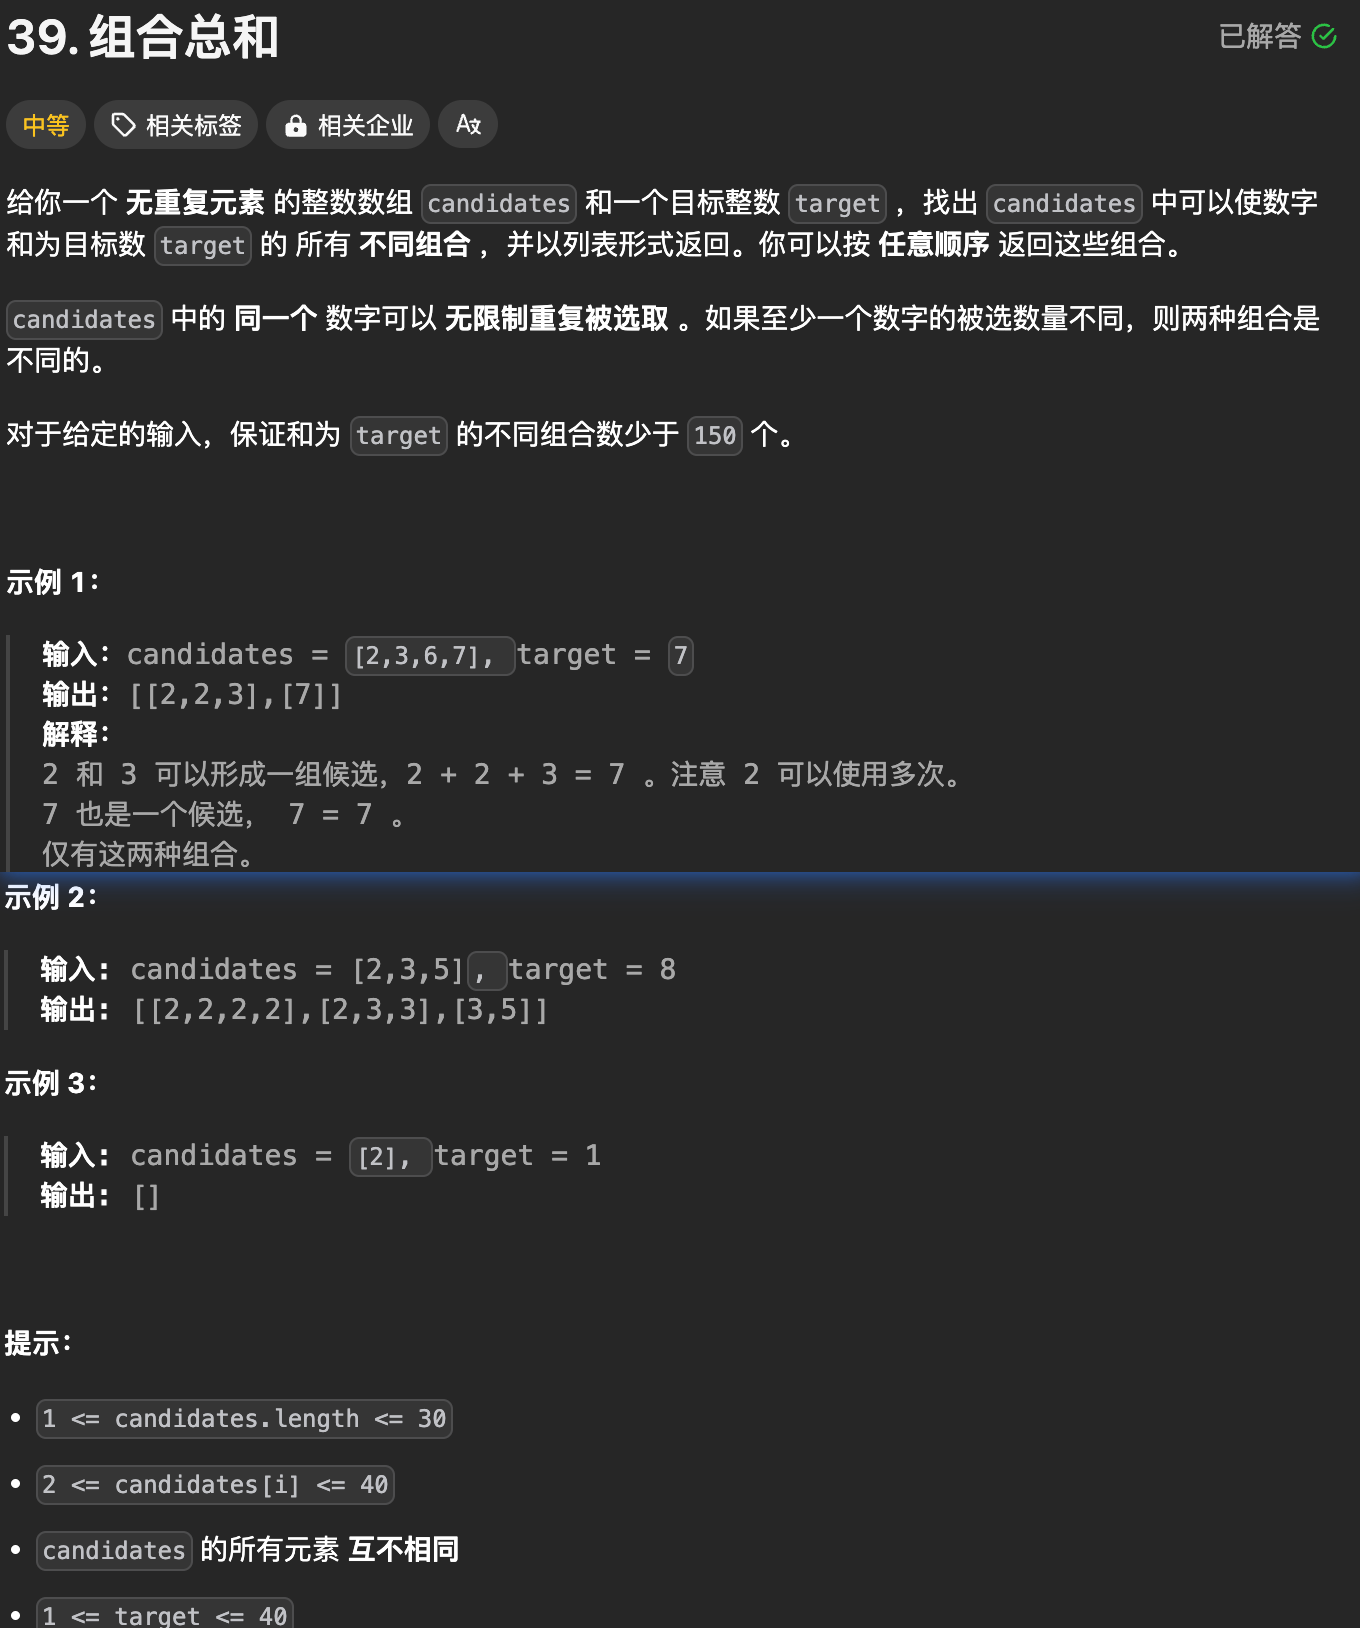 39. 组合总和
已解答
中等
相关标签
相关企业
给你一个 无重复元素 的整数数组 candidates 和一个目标整数 target ，找出 candidates 中可以使数字
和为目标数 target 的 所有 不同组合 ，并以列表形式返回。你可以按 任意顺序 返回这些组合。
candidates 中的 同一个 数字可以 无限制重复被选取 。如果至少一个数字的被选数量不同，则两种组合是
不同的。
对于给定的输入，保证和为 target 的不同组合数少于 150 个。
示例 1：
输入：candidates = [2,3,6,7], target = 7
输出：[[2,2,3],[7]]
解释：
2 和 3 可以形成一组候选，2 + 2 + 3 = 7 。注意 2 可以使用多次。
7 也是一个候选， 7 = 7 。
仅有这两种组合。
示例 2：
输入: candidates = [2,3,5], target = 8
输出: [[2,2,2,2],[2,3,3],[3,5]]
示例 3：
输入: candidates = [2], target = 1
输出: []
提示：
1 <= candidates.length <= 30
2 <= candidates[i] <= 40
candidates 的所有元素 互不相同
1 <= target <= 40